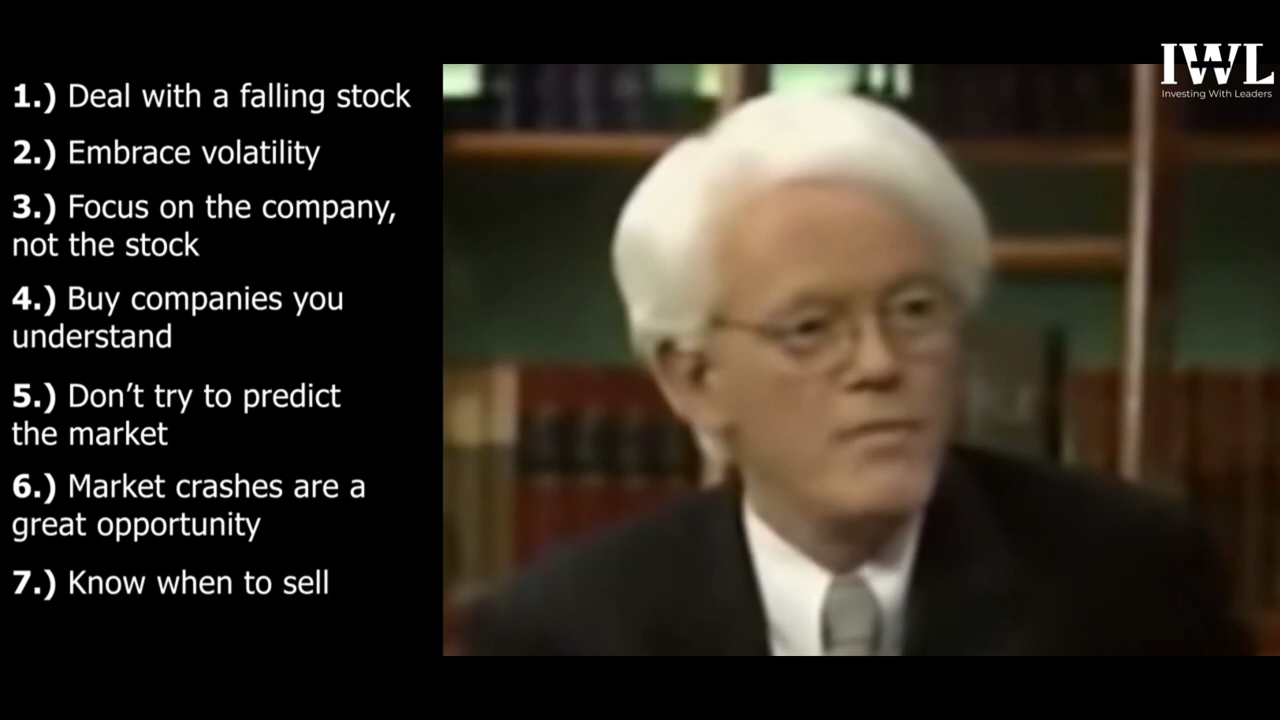 1.) Deal with a falling stock
2.) Embrace volatility
3.) Focus on the company,
not the stock
4.) Buy companies you
understand
5.) Don’t try to predict
the market
6.) Market crashes are a
great opportunity
7.) Know when to sell
IWL
Investing With Leaders